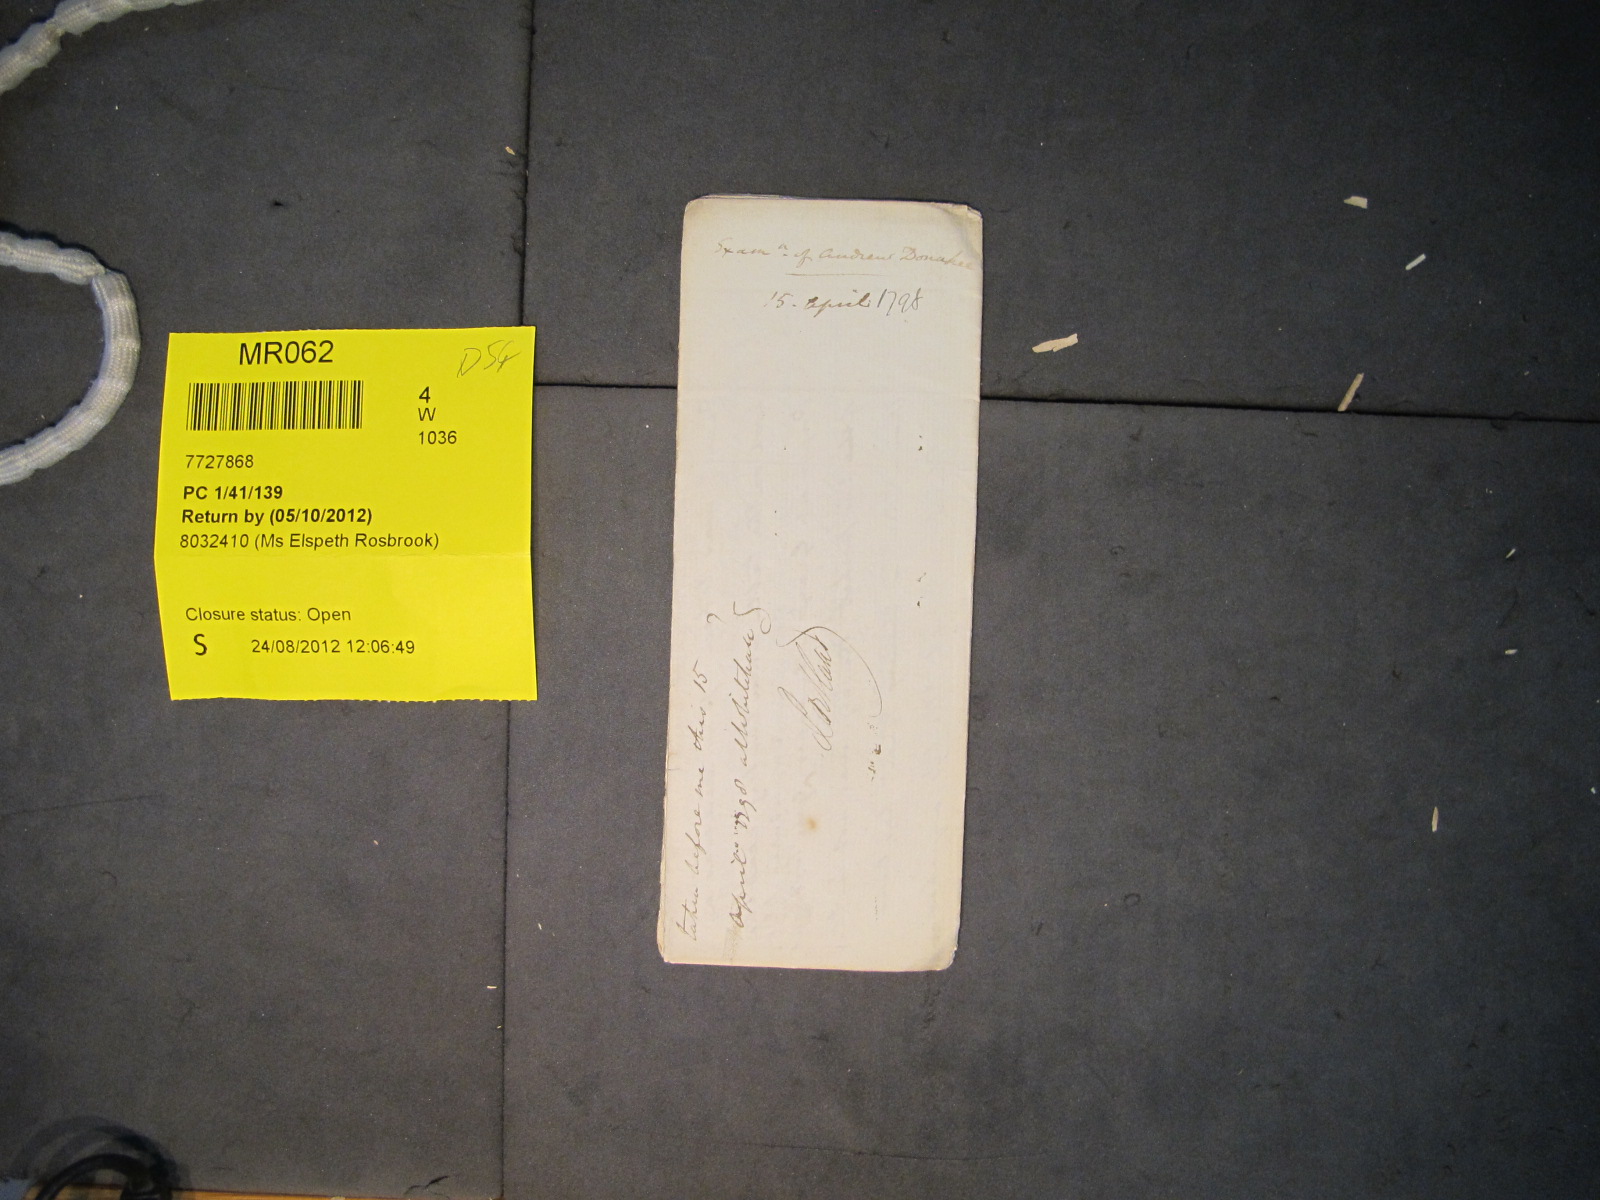 MR062
D54
4
W
1036
7727868
PC 1/41/139
Return by (05/10/2012)
8032410 (Ms Elspeth Rosbrook)
Closure status: Open
S 24/08/2012 12:06:49
Examn. of Andrew Donahee
15. April 1798
taken before me this 15
April 1798 at Whitehall